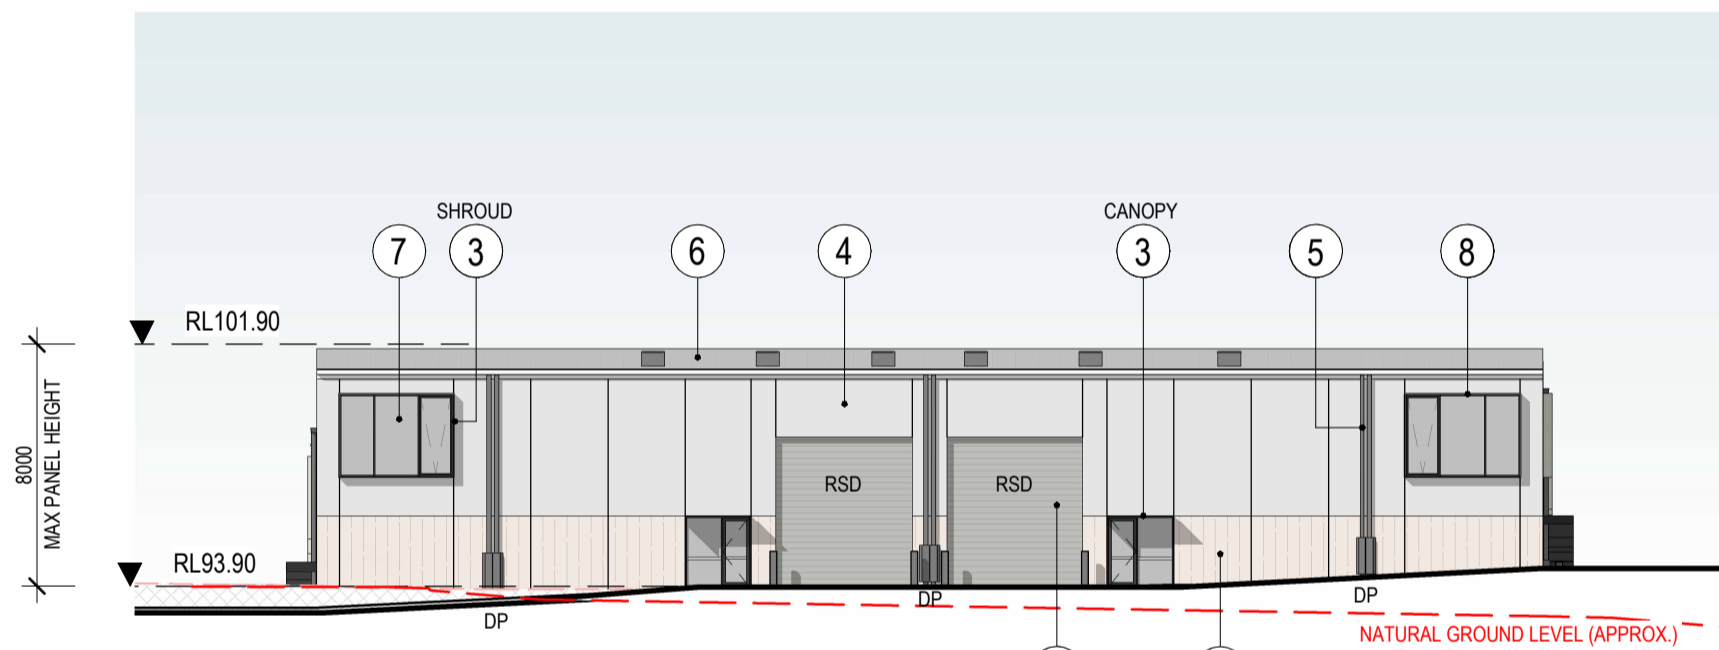 SHROUD
CANOPY
7
3
6
4
3
5
8
RL101.90
8000
MAX PANEL HEIGHT
RSD
RSD
RL93.90
DP
DP
DP
NATURAL GROUND LEVEL (APPROX.)